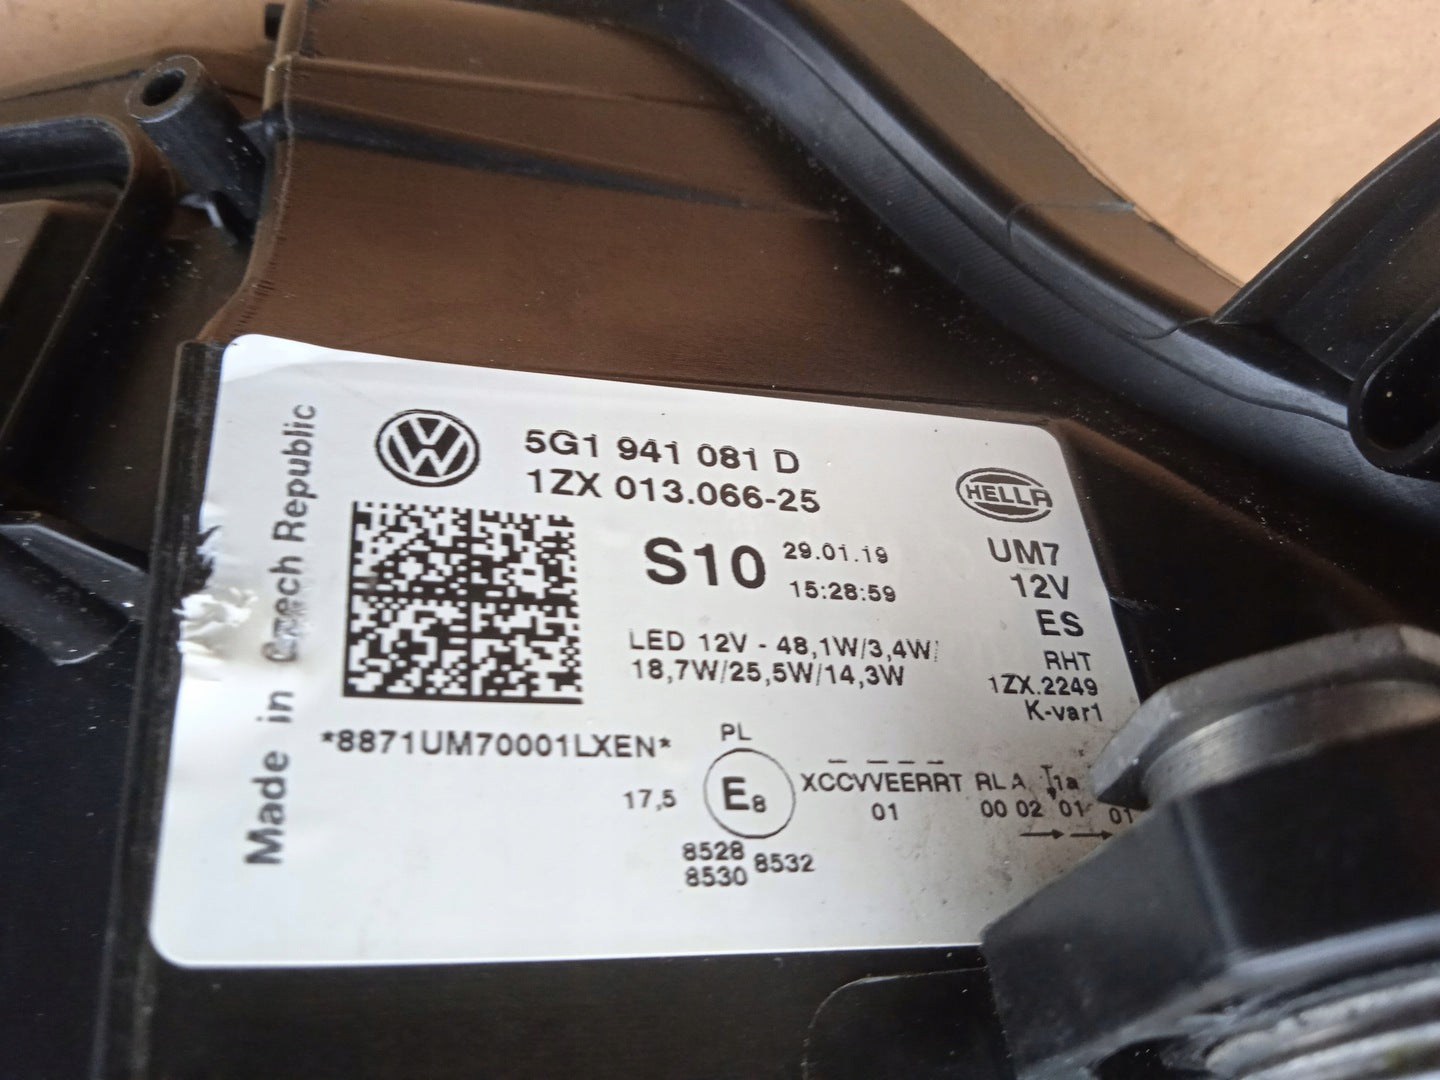 Made in Czech Republic
5G1 941 081 D
1ZX 013.066-25
HELLA
S10
29.01.19
15:28:59
UM7
12V
ES
RHT
1ZX.2249
K-var1
LED 12V - 48,1W/3,4W/
18,7W/25,5W/14,3W
*8871UM70001LXEN*
PL
17,5
E8
XCCVVEERRT RL A 1a
01 00 02 01 01
8528
8530 8532